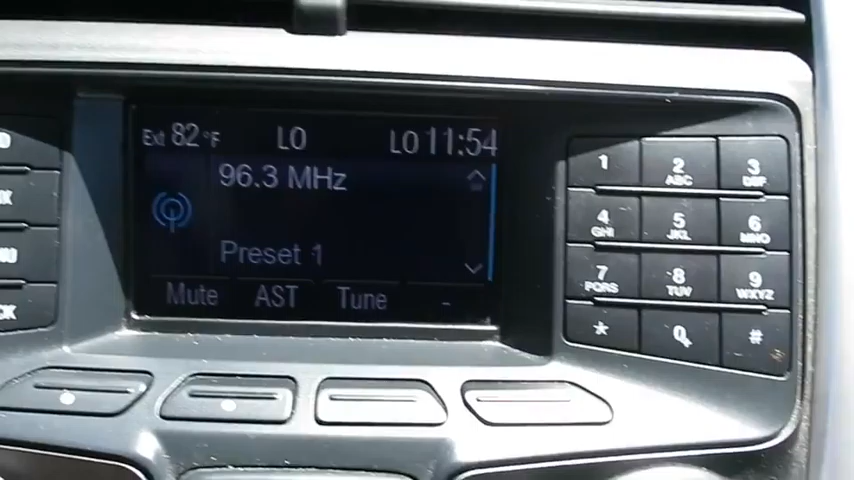 Ext 82°F LO LO 11:54
96.3 MHz
Preset 1
Mute AST Tune -
1 2 ABC 3 DEF
4 GHI 5 JKL 6 MNO
7 PQRS 8 TUV 9 WXYZ
* 0 #